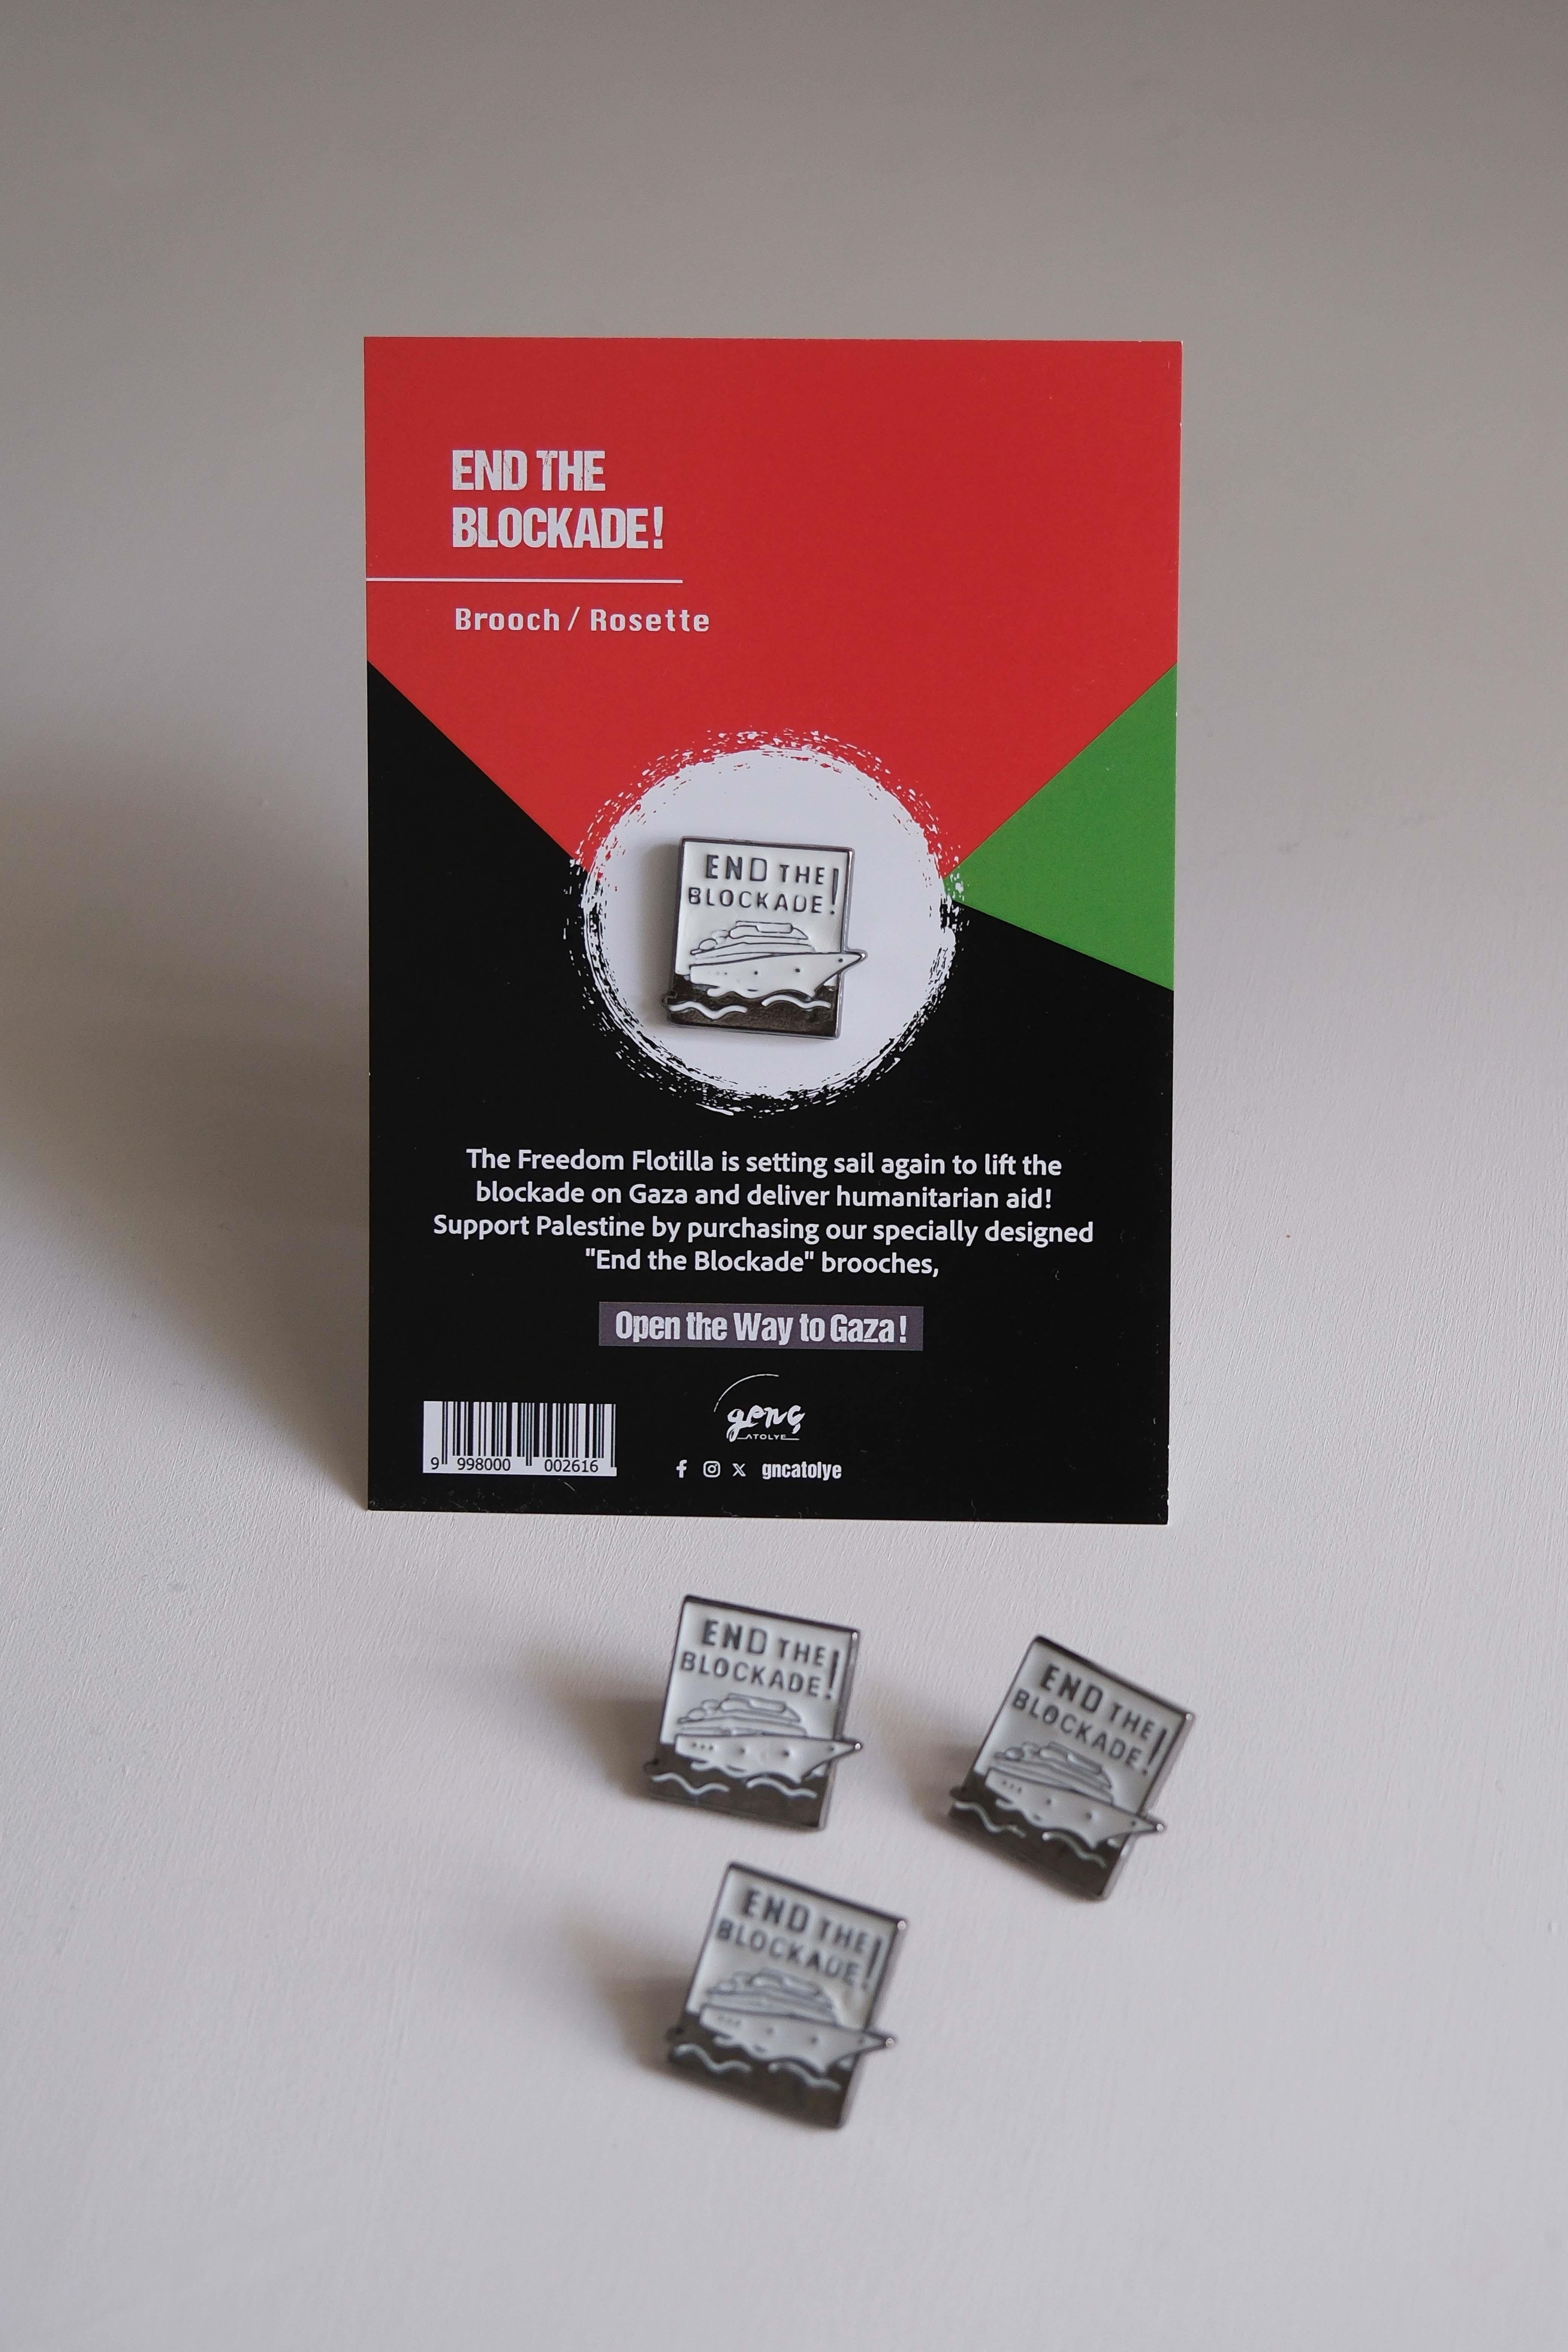 END THE
BLOCKADE!
Brooch / Rosette
END THE
BLOCKADE!
The Freedom Flotilla is setting sail again to lift the
blockade on Gaza and deliver humanitarian aid!
Support Palestine by purchasing our specially designed
"End the Blockade" brooches,
Open the Way to Gaza!
genç
ATOLYE
9 998000 002616
gncatolye
END THE
BLOCKADE!
END THE
BLOCKADE!
END THE
BLOCKADE!